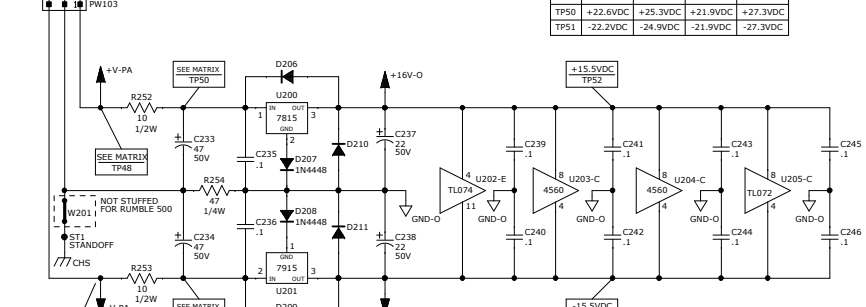 PW103
TP50 +22.6VDC +25.3VDC +21.9VDC +27.3VDC
TP51 -22.2VDC -24.9VDC -21.9VDC -27.3VDC
+V-PA
SEE MATRIX
TP50
D206
+16V-O
+15.5VDC
TP52
R252
10
1/2W
U200
IN OUT
1 7815 3
GND
2
SEE MATRIX
TP48
C233
47
50V
C235
.1
D207
1N4448
D210
C237
22
50V
4
TL074
11
U202-E
C239
.1
8
4560
4
U203-C
C241
.1
8
4560
4
U204-C
C243
.1
8
TL072
4
U205-C
C245
.1
R254
47
1/4W
NOT STUFFED
FOR RUMBLE 500
W201
ST1
STANDOFF
CHS
GND-O
GND-O
GND-O
GND-O
GND-O
C234
47
50V
C236
.1
D208
1N4448
D211
C238
22
50V
C240
.1
C242
.1
C244
.1
C246
.1
1
GND
2 7915 3
IN OUT
U201
R253
10
1/2W
-V-PA
SEE MATRIX
D209
-15.5VDC